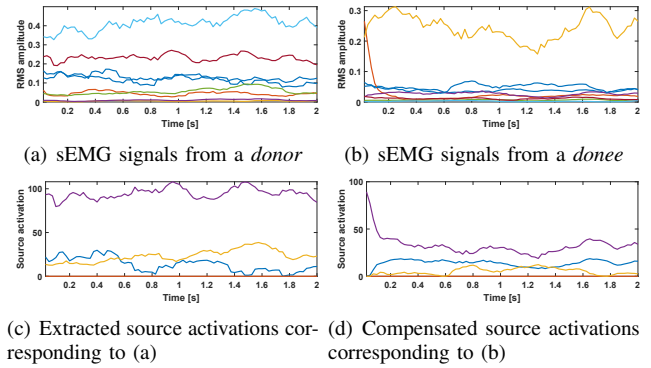 RMS amplitude
0.4
0.3
0.2
0.1
0
0.2 0.4 0.6 0.8 1 1.2 1.4 1.6 1.8 2
Time [s]
(a) sEMG signals from a donor
RMS amplitude
0.3
0.2
0.1
0
0.2 0.4 0.6 0.8 1 1.2 1.4 1.6 1.8 2
Time [s]
(b) sEMG signals from a donee
Source activation
100
50
0
0.2 0.4 0.6 0.8 1 1.2 1.4 1.6 1.8 2
Time [s]
(c) Extracted source activations cor-
responding to (a)
Source activation
100
50
0
0.2 0.4 0.6 0.8 1 1.2 1.4 1.6 1.8 2
Time [s]
(d) Compensated source activations
corresponding to (b)